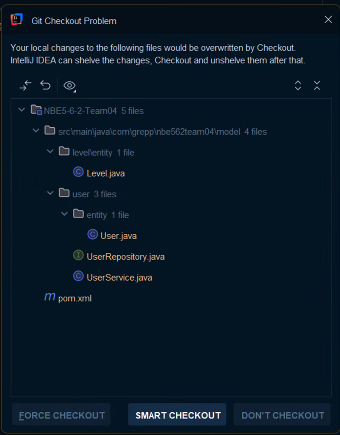 Git Checkout Problem
Your local changes to the following files would be overwritten by Checkout.
IntelliJ IDEA can shelve the changes, Checkout and unshelve them after that.
NBE5-6-2-Team04 5 files
src\main\java\com\grepp\nbe562team04\model 4 files
level\entity 1 file
Level.java
user 3 files
entity 1 file
User.java
UserRepository.java
UserService.java
pom.xml
FORCE CHECKOUT
SMART CHECKOUT
DON'T CHECKOUT